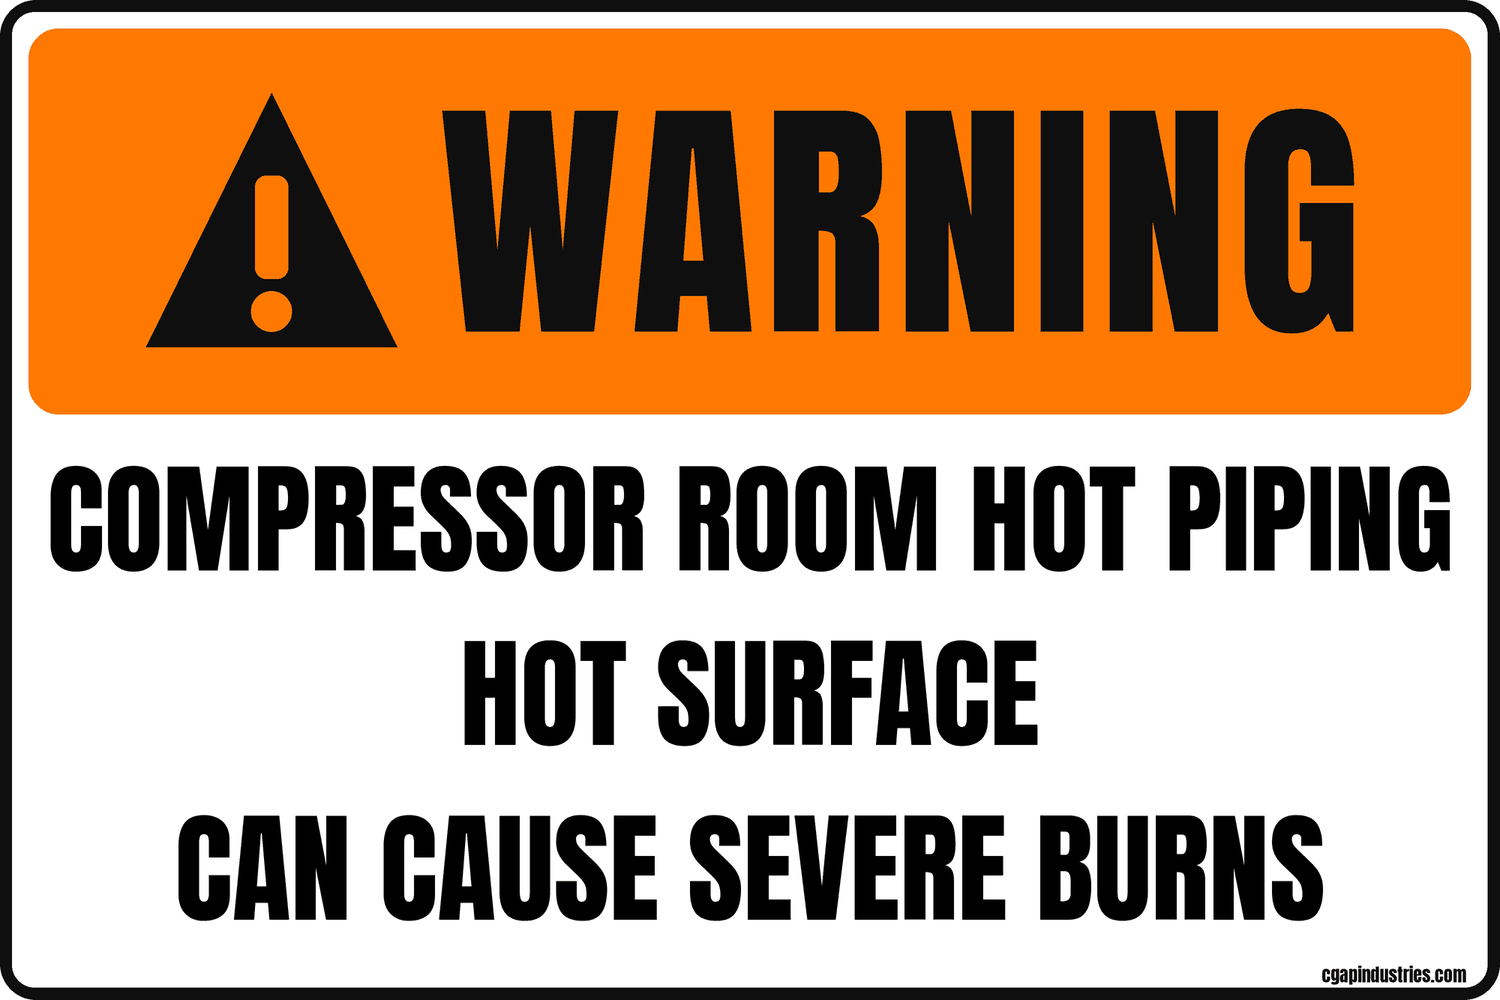 WARNING
COMPRESSOR ROOM HOT PIPING
HOT SURFACE
CAN CAUSE SEVERE BURNS
cgapindustries.com